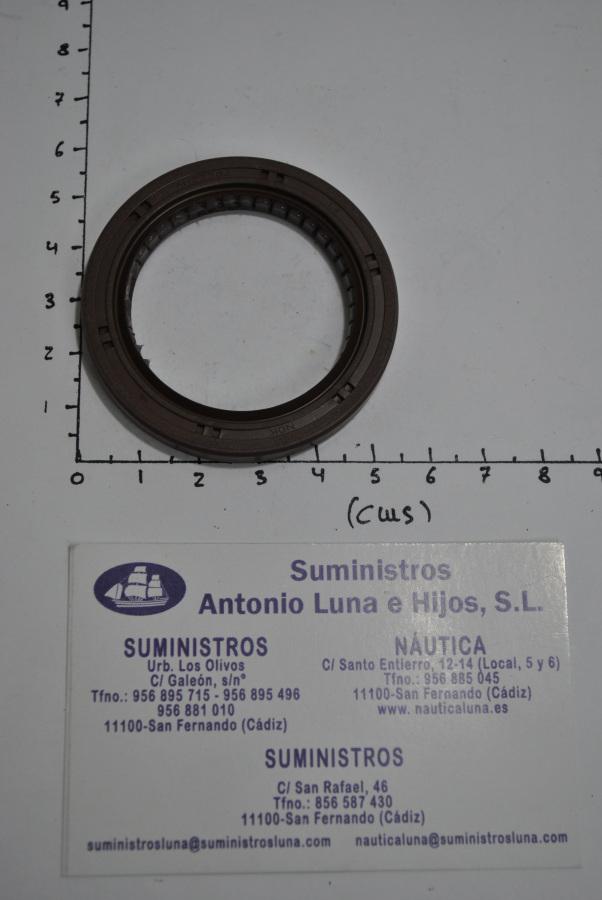 9
8
7
6
5
4
3
2
1
0 1 2 3 4 5 6 7 8 9
(cms)
NOK
Suministros
Antonio Luna e Hijos, S.L.
SUMINISTROS
Urb. Los Olivos
C/ Galeón, s/nº
Tfno.: 956 895 715 - 956 895 496
956 881 010
11100-San Fernando (Cádiz)
NÁUTICA
C/ Santo Entierro, 12-14 (Local, 5 y 6)
Tfno.: 956 885 045
11100-San Fernando (Cádiz)
www. nauticaluna.es
SUMINISTROS
C/ San Rafael, 46
Tfno.: 856 587 430
11100-San Fernando (Cádiz)
suministrosluna@suministrosluna.com nauticaluna@suministrosluna.com